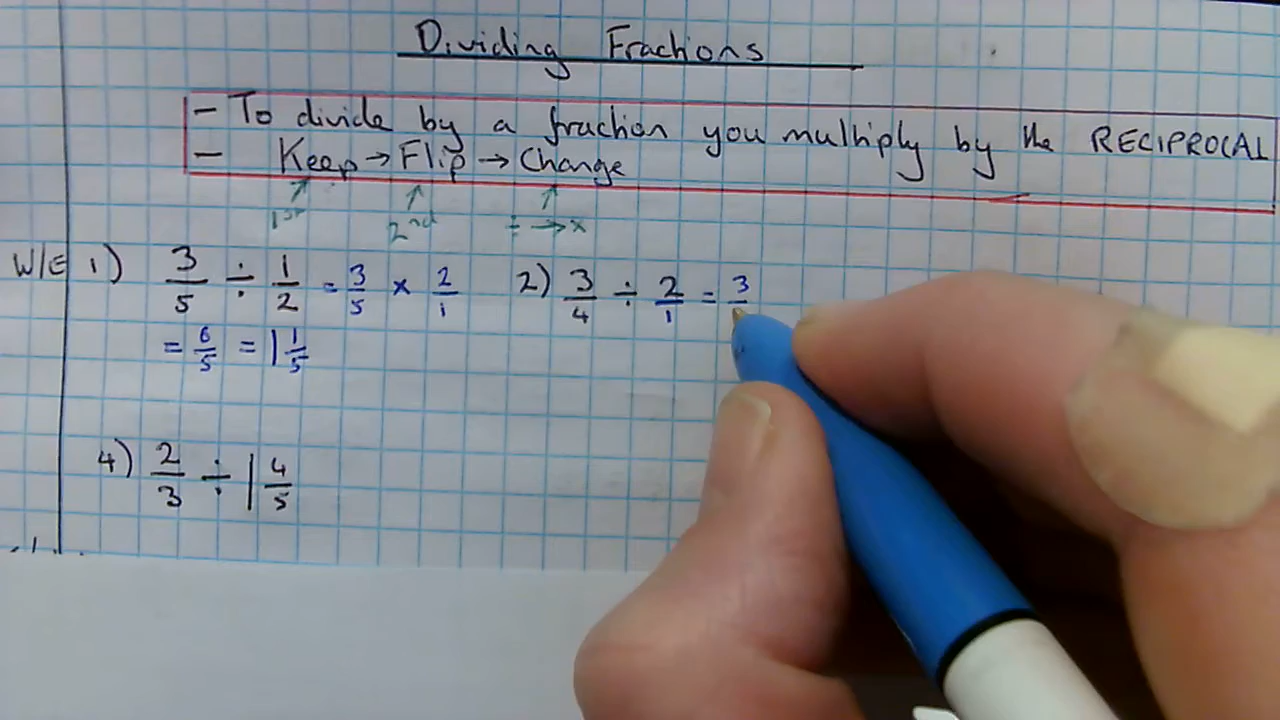 Dividing Fractions
- To divide by a fraction you multiply by the RECIPROCAL
- Keep → Flip → Change
1st 2nd ÷ → ×
W/E 1) 3/5 ÷ 1/2 = 3/5 × 2/1 2) 3/4 ÷ 2/1 = 3
= 6/5 = 1 1/5
4) 2/3 ÷ 1 4/5